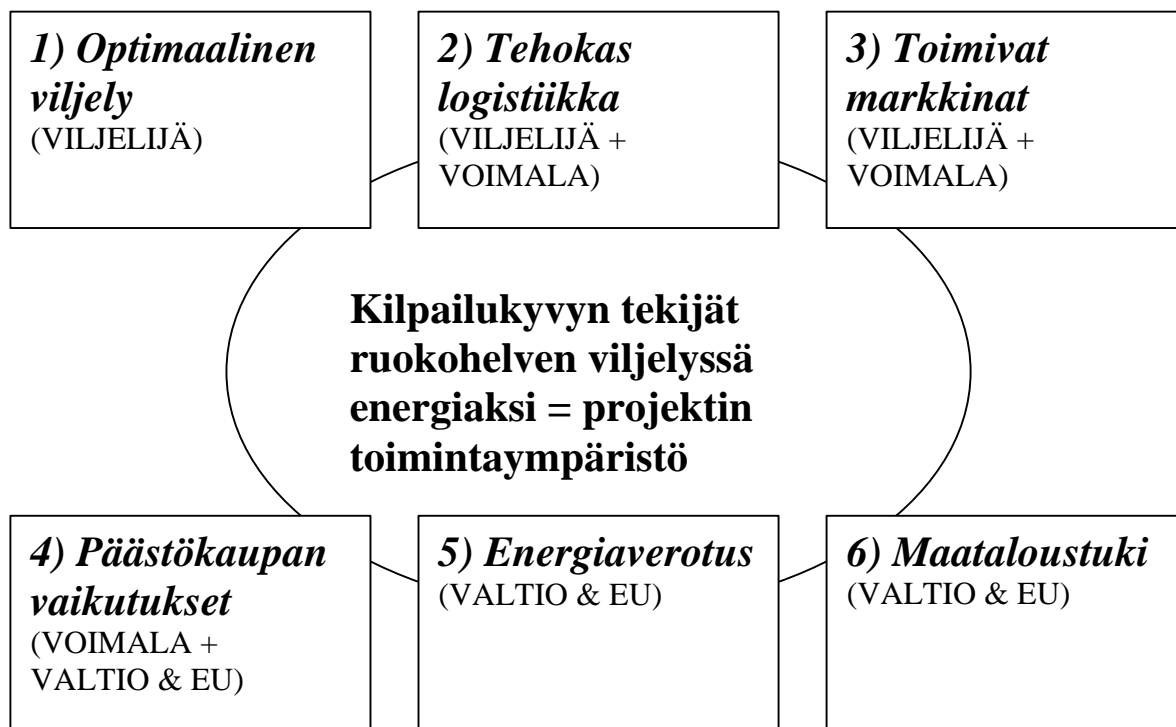 1) Optimaalinen
viljely
(VILJELIJÄ)
2) Tehokas
logistiikka
(VILJELIJÄ +
VOIMALA)
3) Toimivat
markkinat
(VILJELIJÄ +
VOIMALA)
Kilpailukyvyn tekijät
ruokohelven viljelyssä
energiaksi = projektin
toimintaympäristö
4) Päästökaupan
vaikutukset
(VOIMALA +
VALTIO & EU)
5) Energiaverotus
(VALTIO & EU)
6) Maataloustuki
(VALTIO & EU)